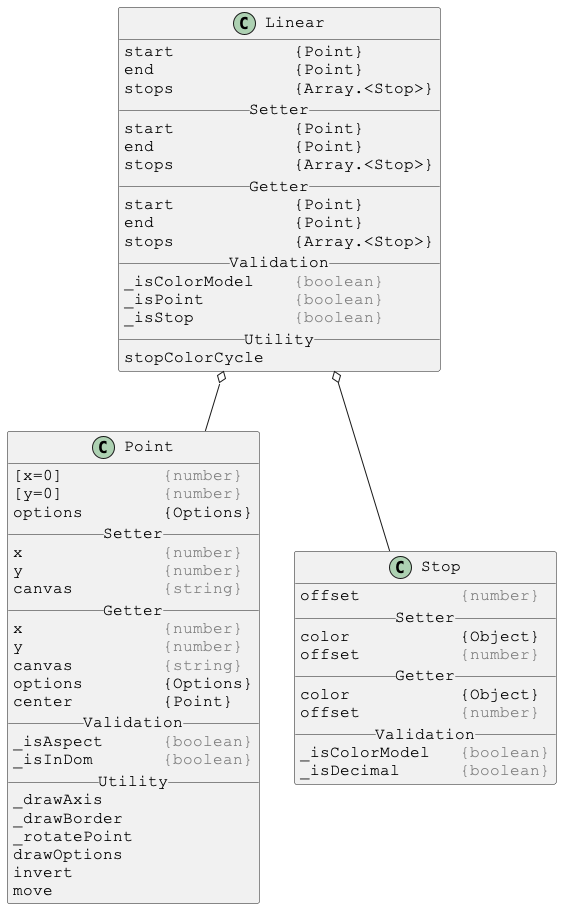 C Linear
start {Point}
end {Point}
stops {Array.<Stop>}
Setter
start {Point}
end {Point}
stops {Array.<Stop>}
Getter
start {Point}
end {Point}
stops {Array.<Stop>}
Validation
_isColorModel {boolean}
_isPoint {boolean}
_isStop {boolean}
Utility
stopColorCycle
C Point
[x=0] {number}
[y=0] {number}
options {Options}
Setter
x {number}
y {number}
canvas {string}
Getter
x {number}
y {number}
canvas {string}
options {Options}
center {Point}
Validation
_isAspect {boolean}
_isInDom {boolean}
Utility
_drawAxis
_drawBorder
_rotatePoint
drawOptions
invert
move
C Stop
offset {number}
Setter
color {Object}
offset {number}
Getter
color {Object}
offset {number}
Validation
_isColorModel {boolean}
_isDecimal {boolean}